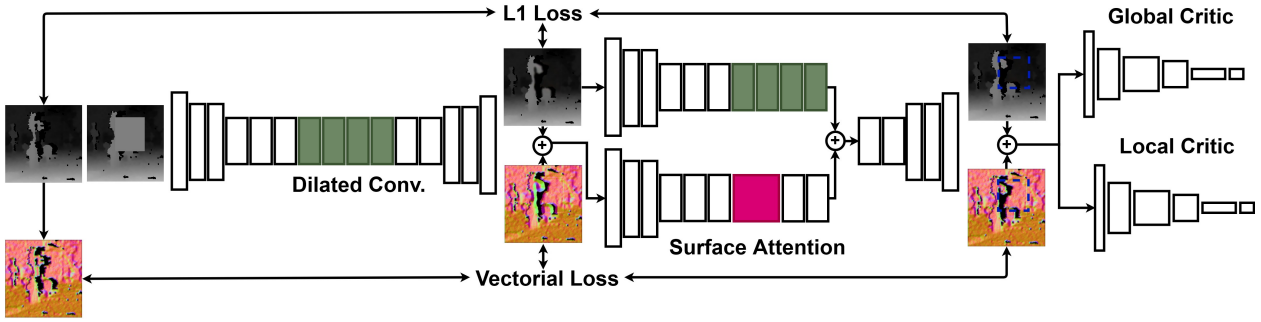 L1 Loss
Global Critic
Dilated Conv.
Local Critic
Surface Attention
Vectorial Loss